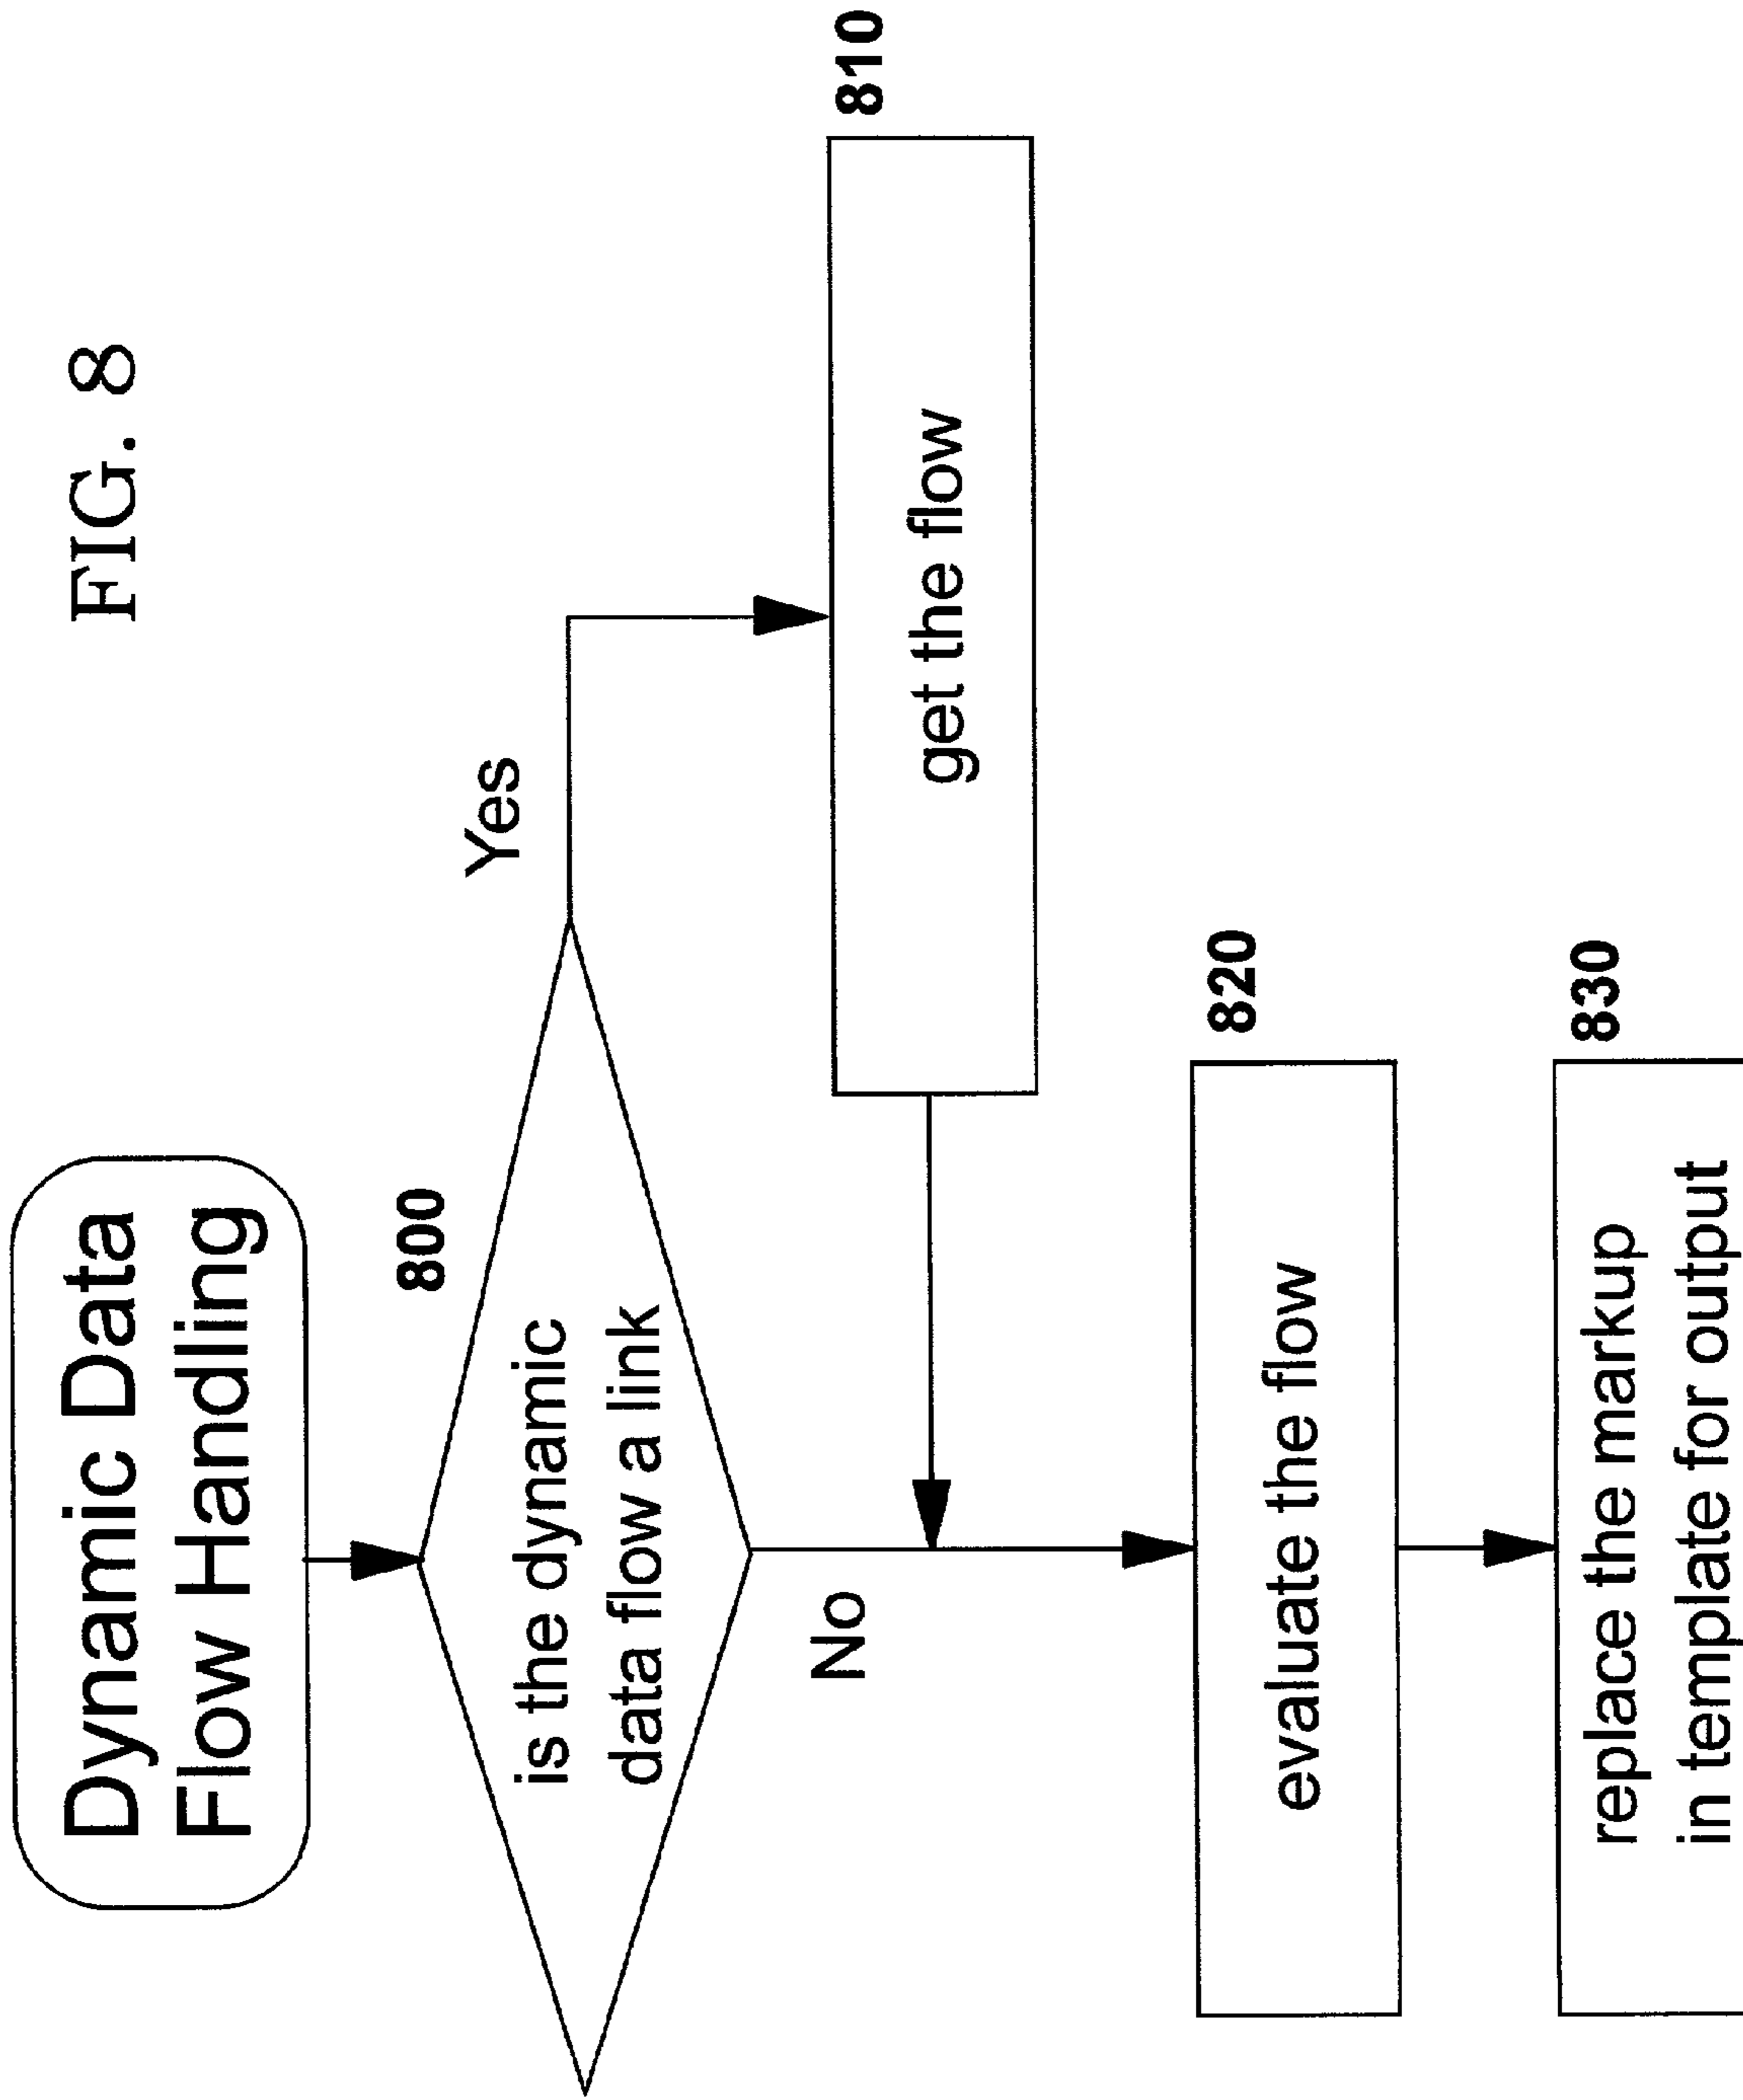 FIG. 8
Dynamic Data
Flow Handling
800
is the dynamic
data flow a link
Yes
No
810
get the flow
820
evaluate the flow
830
replace the markup
in template for output